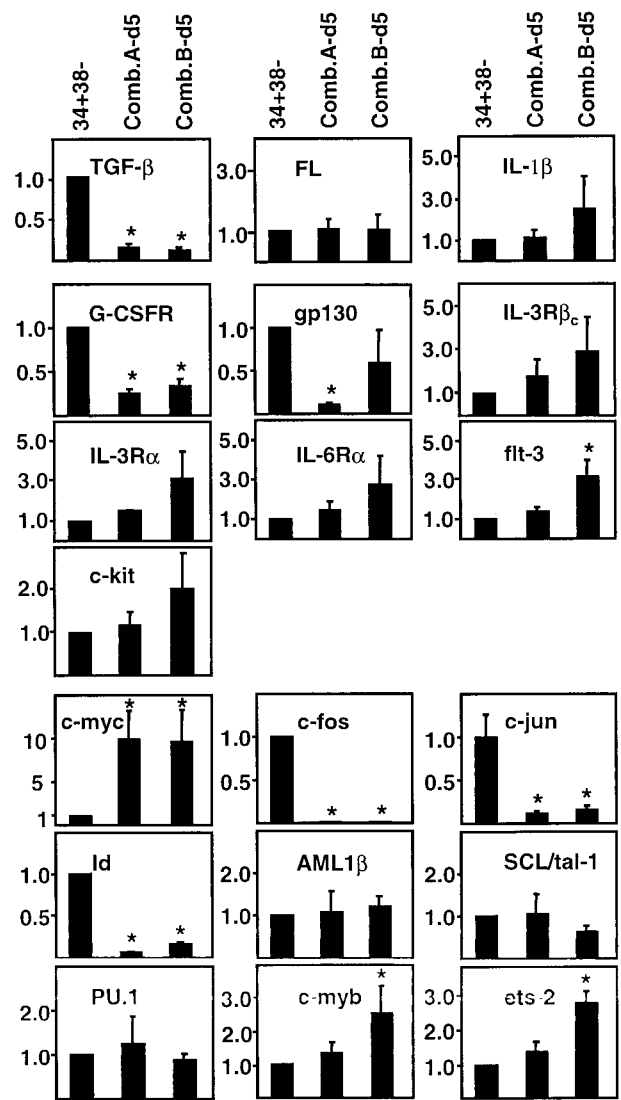 34+38- Comb.A-d5 Comb.B-d5 34+38- Comb.A-d5 Comb.B-d5 34+38- Comb.A-d5 Comb.B-d5
TGF-β FL IL-1β
1.0 0.5 3.0 1.0 5.0 3.0 1.0
* *
G-CSFR gp130 IL-3Rβc
1.0 0.5 1.0 0.5 5.0 3.0 1.0
* * *
IL-3Rα IL-6Rα flt-3
5.0 3.0 1.0 5.0 3.0 1.0 5.0 3.0 1.0
*
c-kit
2.0 1.0
c-myc c-fos c-jun
10 5 1 1.0 0.5 1.0 0.5
* * * * * *
Id AML1β SCL/tal-1
1.0 0.5 2.0 1.0 2.0 1.0
* *
PU.1 c-myb ets-2
2.0 1.0 3.0 2.0 1.0 3.0 2.0 1.0
* *